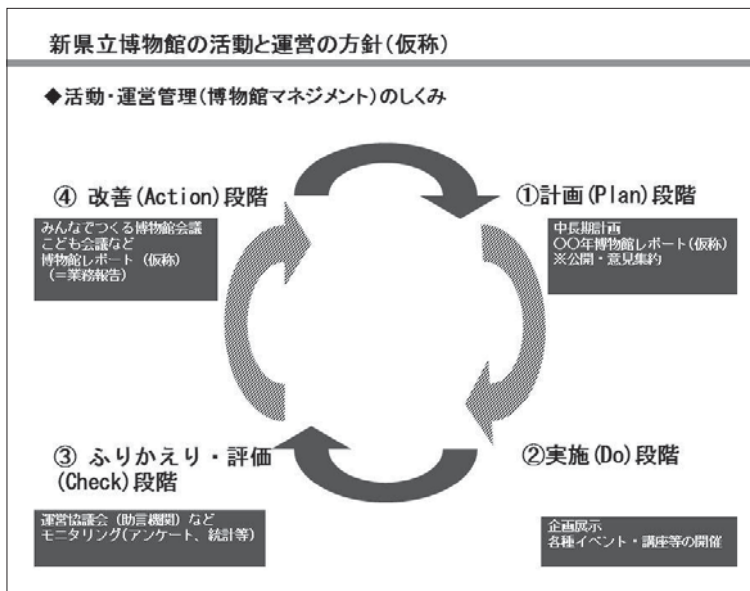 新県立博物館の活動と運営の方針(仮称)
◆活動・運営管理(博物館マネジメント)のしくみ
④ 改善(Action)段階
みんなでつくる博物館会議
こども会議など
博物館レポート（仮称）
（＝業務報告）
①計画(Plan)段階
中長期計画
〇〇年博物館レポート(仮称)
※公開・意見集約
③ ふりかえり・評価
(Check)段階
運営協議会（助言機関）など
モニタリング(アンケート、統計等)
②実施(Do)段階
企画展示
各種イベント・講座等の開催